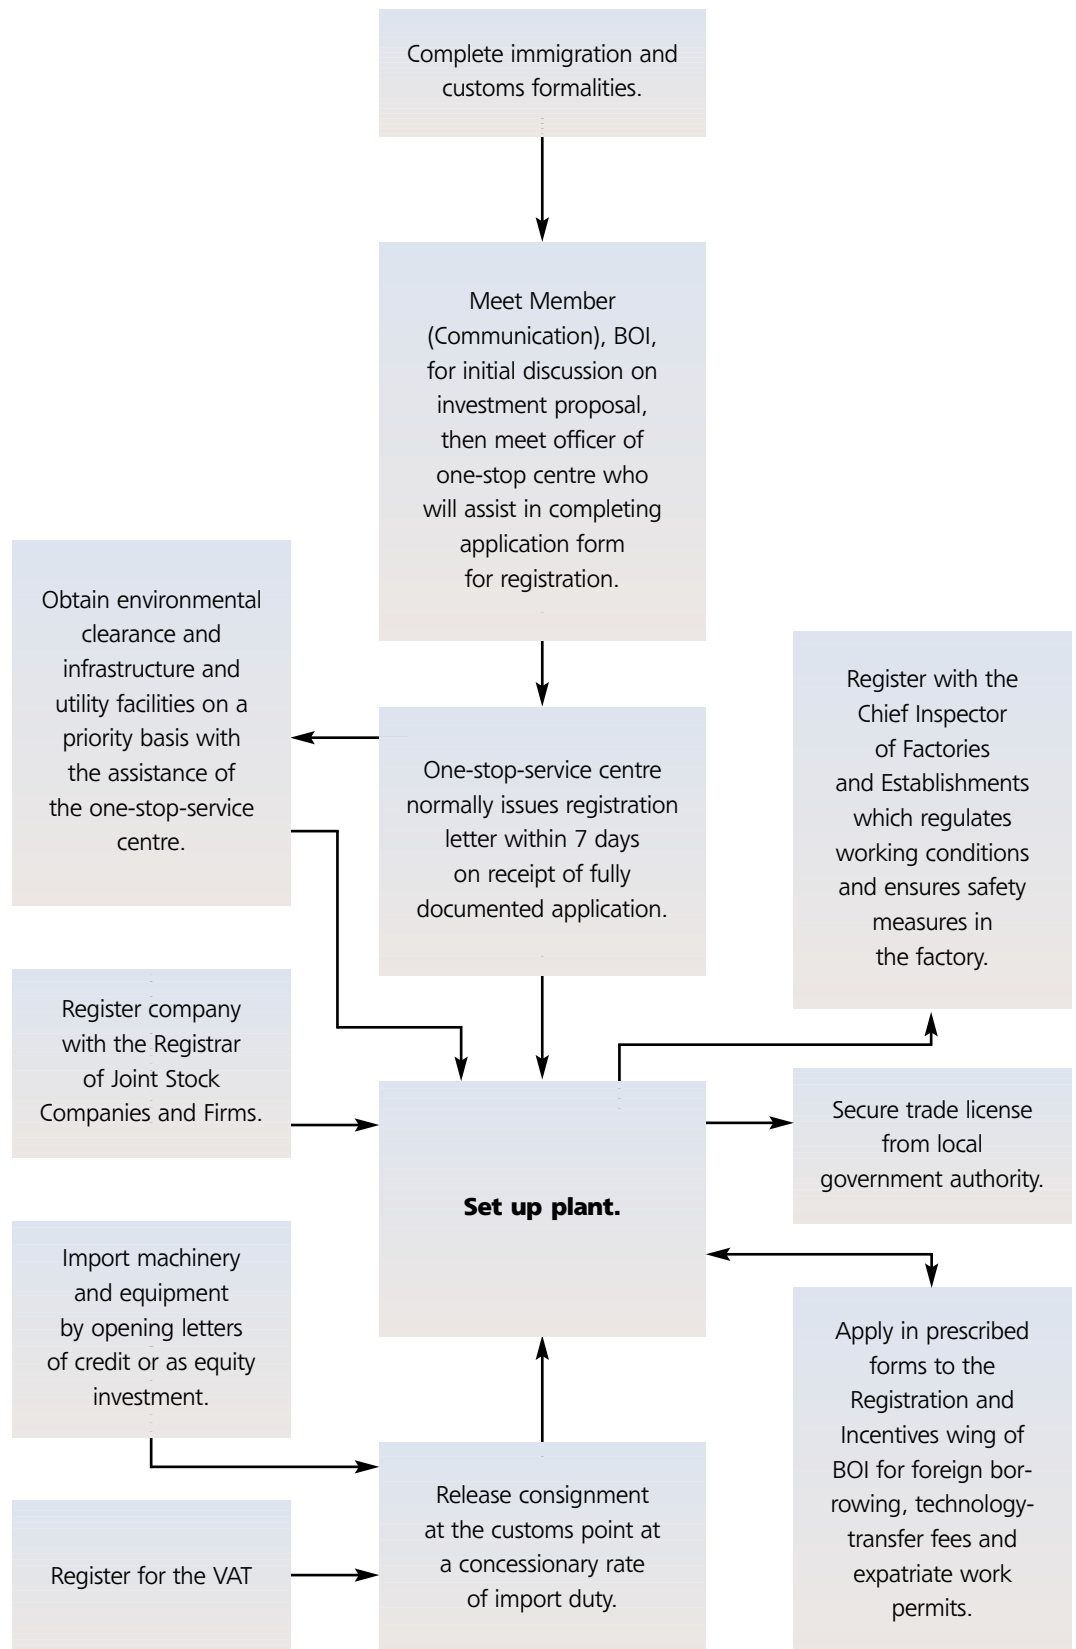 Complete immigration and
customs formalities.
Meet Member
(Communication), BOI,
for initial discussion on
investment proposal,
then meet officer of
one-stop centre who
will assist in completing
application form
for registration.
Obtain environmental
clearance and
infrastructure and
utility facilities on a
priority basis with
the assistance of
the one-stop-service
centre.
One-stop-service centre
normally issues registration
letter within 7 days
on receipt of fully
documented application.
Register with the
Chief Inspector
of Factories
and Establishments
which regulates
working conditions
and ensures safety
measures in
the factory.
Register company
with the Registrar
of Joint Stock
Companies and Firms.
Set up plant.
Secure trade license
from local
government authority.
Import machinery
and equipment
by opening letters
of credit or as equity
investment.
Apply in prescribed
forms to the
Registration and
Incentives wing of
BOI for foreign bor-
rowing, technology-
transfer fees and
expatriate work
permits.
Release consignment
at the customs point at
a concessionary rate
of import duty.
Register for the VAT